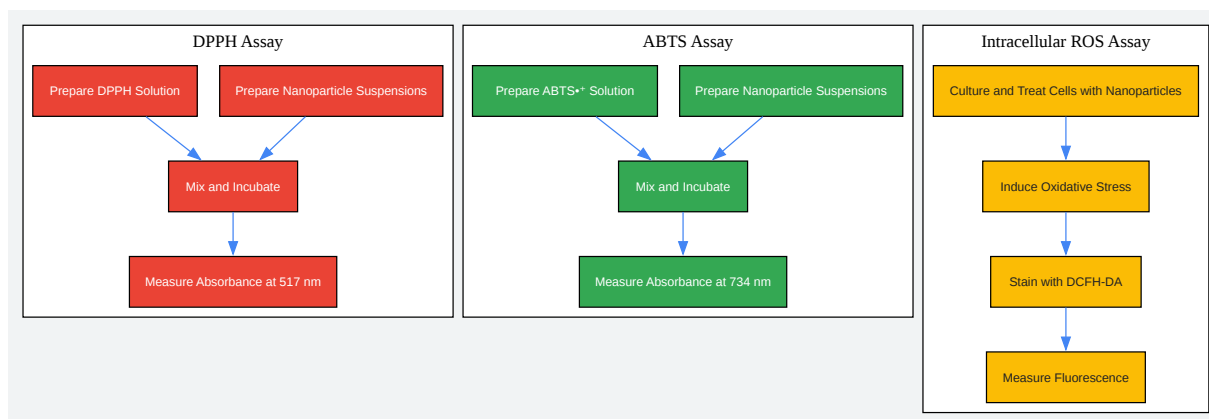 DPPH Assay
Prepare DPPH Solution
Prepare Nanoparticle Suspensions
Mix and Incubate
Measure Absorbance at 517 nm
ABTS Assay
Prepare ABTS•⁺ Solution
Prepare Nanoparticle Suspensions
Mix and Incubate
Measure Absorbance at 734 nm
Intracellular ROS Assay
Culture and Treat Cells with Nanoparticles
Induce Oxidative Stress
Stain with DCFH-DA
Measure Fluorescence